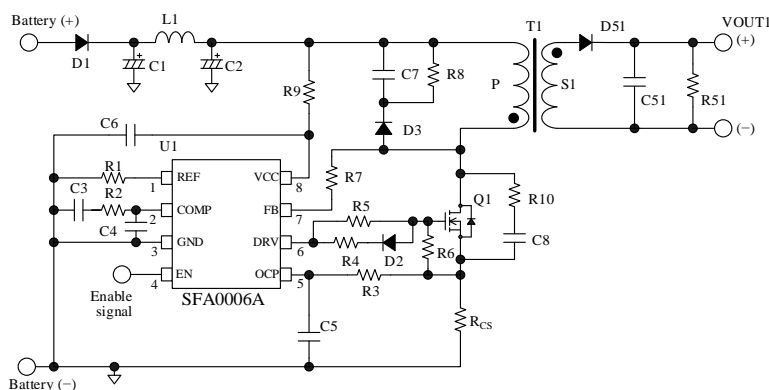 Battery (+)
L1
T1
D51
VOUT1
(+)
D1
C1
C2
C7
R8
P
S1
C51
R51
R9
C6
D3
(−)
U1
R1
REF
VCC
1
8
R7
C3
R2
COMP
FB
2
7
R5
Q1
R10
C4
GND
DRV
3
6
R4
D2
R6
C8
EN
OCP
4
5
R3
Enable
signal
SFA0006A
C5
RCS
Battery (−)